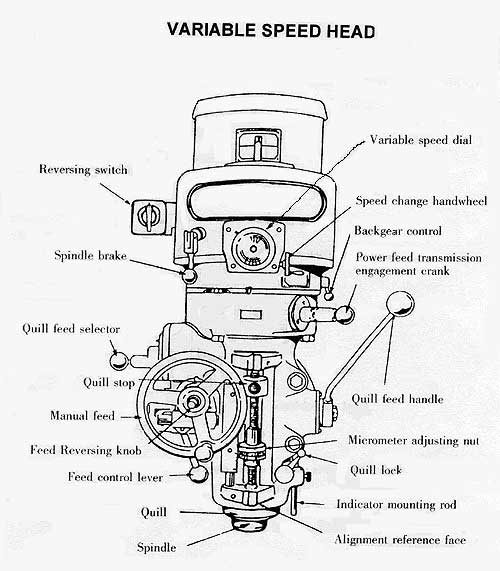 VARIABLE SPEED HEAD
Variable speed dial
Reversing switch
Speed change handwheel
Backgear control
Spindle brake
Power feed transmission
engagement crank
Quill feed selector
Quill stop
Quill feed handle
Manual feed
Micrometer adjusting nut
Feed Reversing knob
Quill lock
Feed control lever
Indicator mounting rod
Quill
Alignment reference face
Spindle